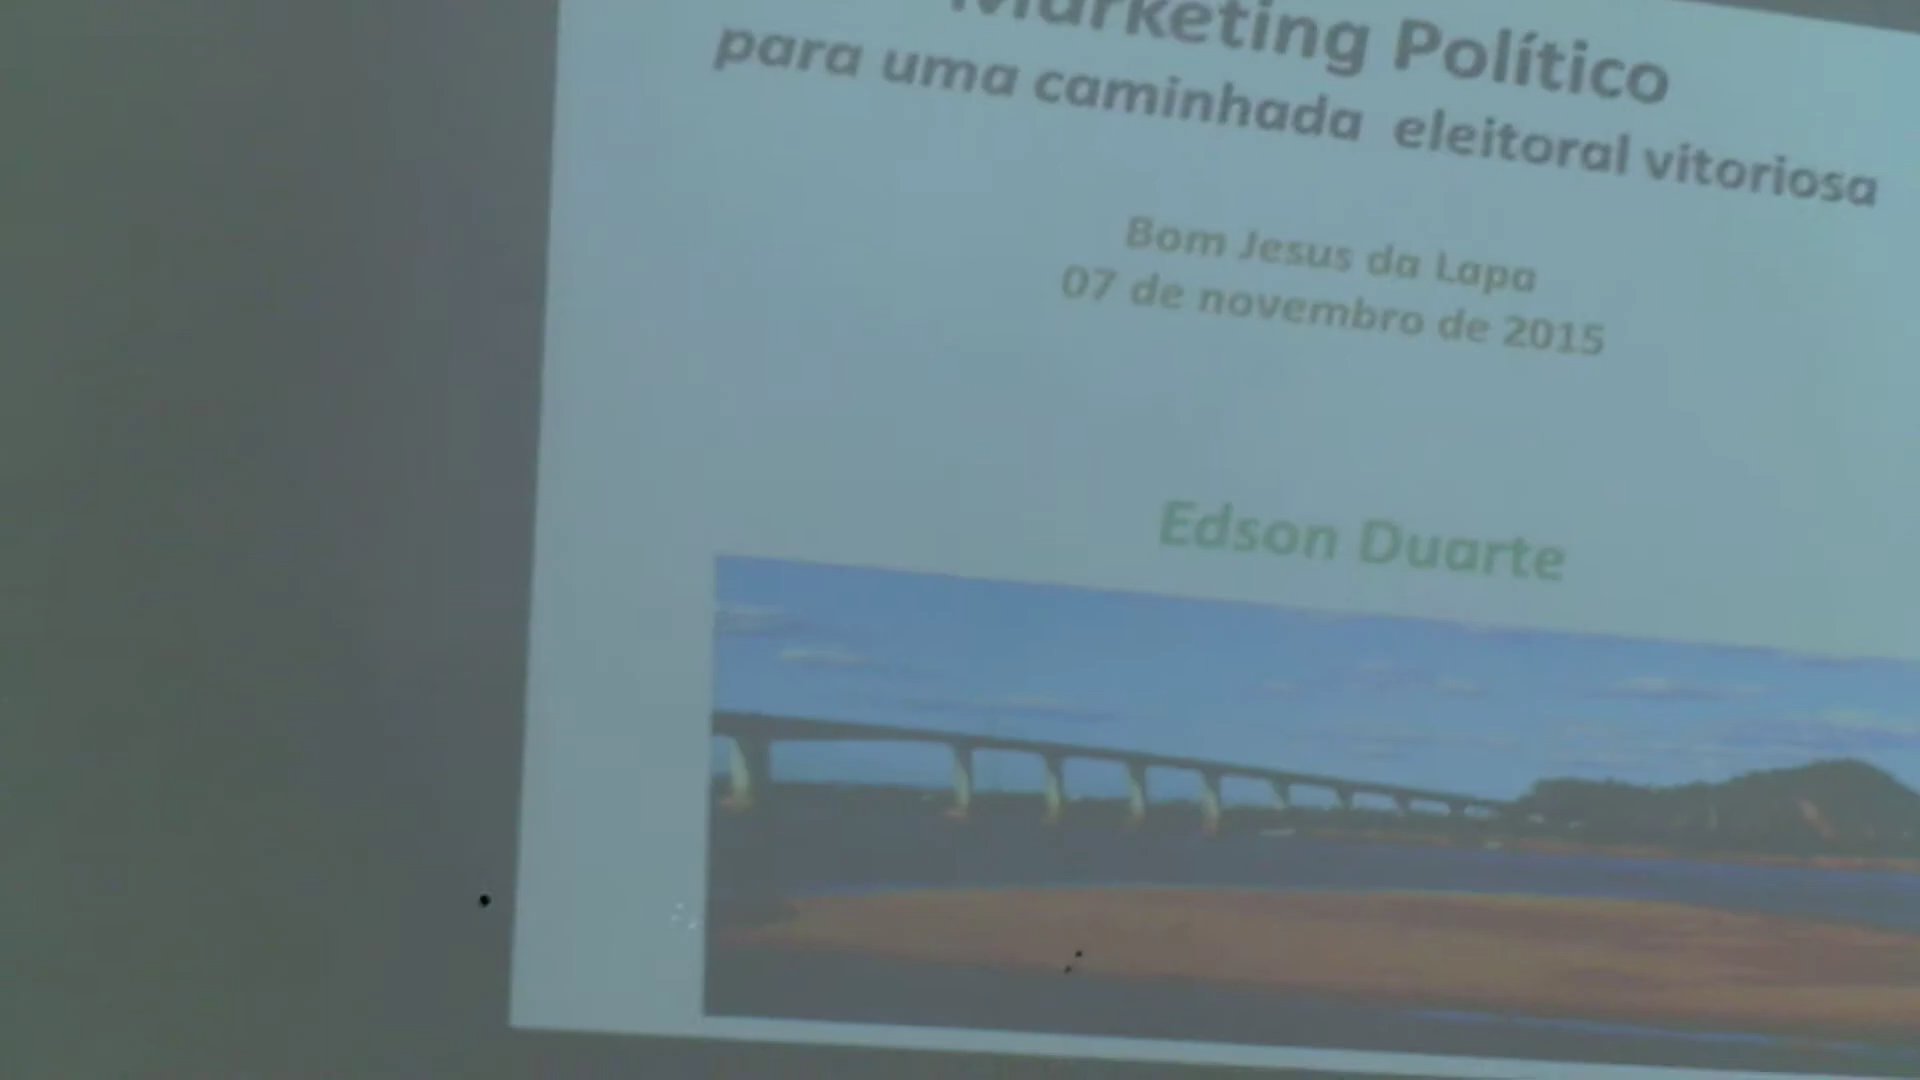 Marketing Político
para uma caminhada eleitoral vitoriosa
Bom Jesus da Lapa
07 de novembro de 2015
Edson Duarte